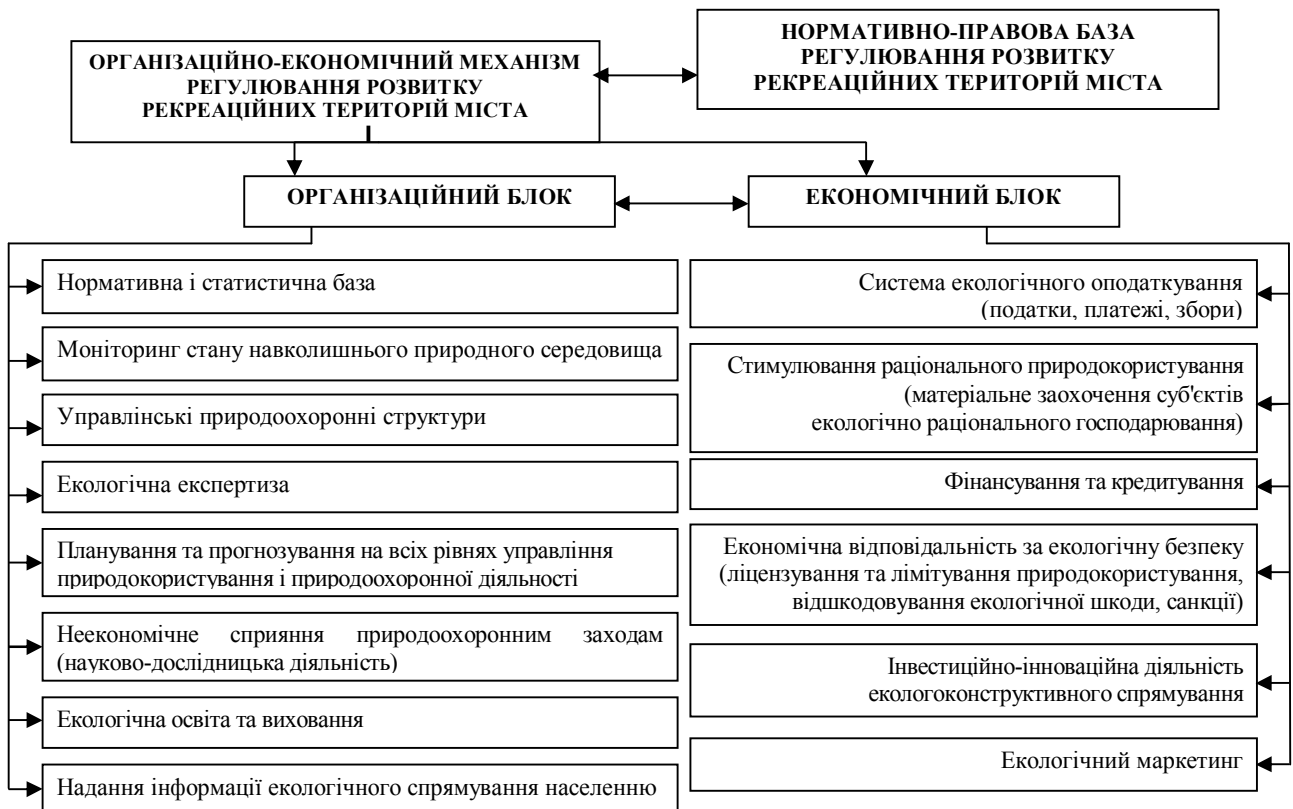 ОРГАНІЗАЦІЙНО-ЕКОНОМІЧНИЙ МЕХАНІЗМ
РЕГУЛЮВАННЯ РОЗВИТКУ
РЕКРЕАЦІЙНИХ ТЕРИТОРІЙ МІСТА
НОРМАТИВНО-ПРАВОВА БАЗА
РЕГУЛЮВАННЯ РОЗВИТКУ
РЕКРЕАЦІЙНИХ ТЕРИТОРІЙ МІСТА
ОРГАНІЗАЦІЙНИЙ БЛОК
ЕКОНОМІЧНИЙ БЛОК
Нормативна і статистична база
Моніторинг стану навколишнього природного середовища
Управлінські природоохоронні структури
Екологічна експертиза
Планування та прогнозування на всіх рівнях управління
природокористування і природоохоронної діяльності
Неекономічне сприяння природоохоронним заходам
(науково-дослідницька діяльність)
Екологічна освіта та виховання
Надання інформації екологічного спрямування населенню
Система екологічного оподаткування
(податки, платежі, збори)
Стимулювання раціонального природокористування
(матеріальне заохочення суб'єктів
екологічно раціонального господарювання)
Фінансування та кредитування
Економічна відповідальність за екологічну безпеку
(ліцензування та лімітування природокористування,
відшкодовування екологічної шкоди, санкції)
Інвестиційно-інноваційна діяльність
екологоконструктивного спрямування
Екологічний маркетинг